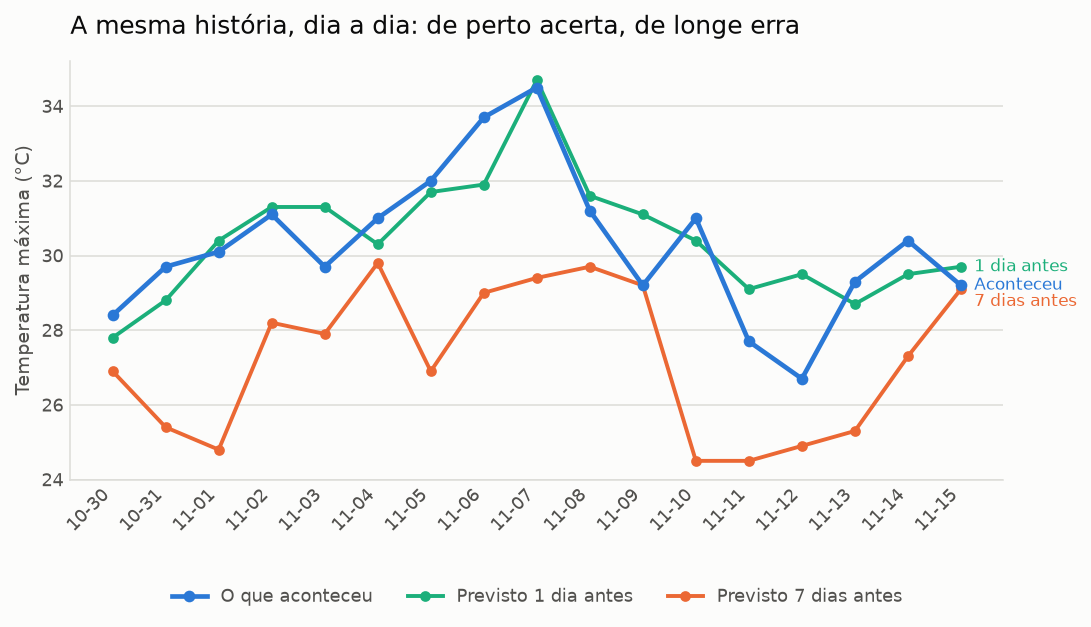 A mesma história, dia a dia: de perto acerta, de longe erra
Temperatura máxima (°C)
34
32
30
28
26
24
1 dia antes
Aconteceu
7 dias antes
10-30
10-31
11-01
11-02
11-03
11-04
11-05
11-06
11-07
11-08
11-09
11-10
11-11
11-12
11-13
11-14
11-15
O que aconteceu
Previsto 1 dia antes
Previsto 7 dias antes